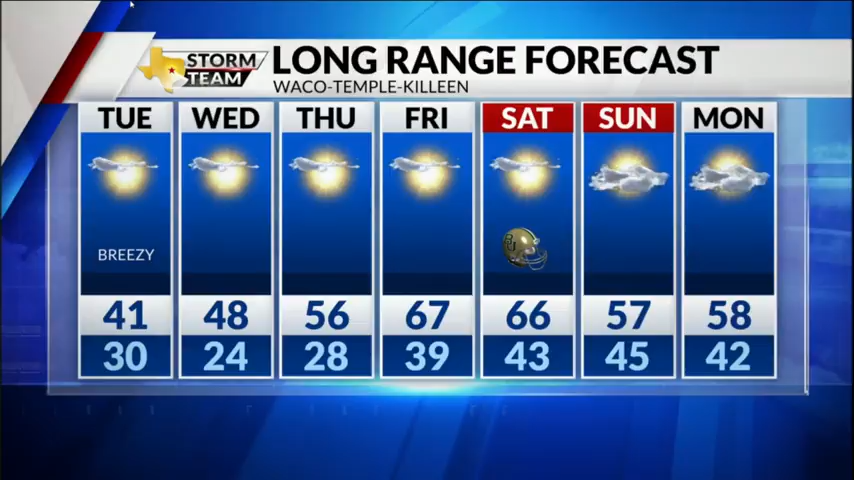 STORM
TEAM
LONG RANGE FORECAST
WACO-TEMPLE-KILLEEN
TUE WED THU FRI SAT SUN MON
BREEZY
BU
41 48 56 67 66 57 58
30 24 28 39 43 45 42